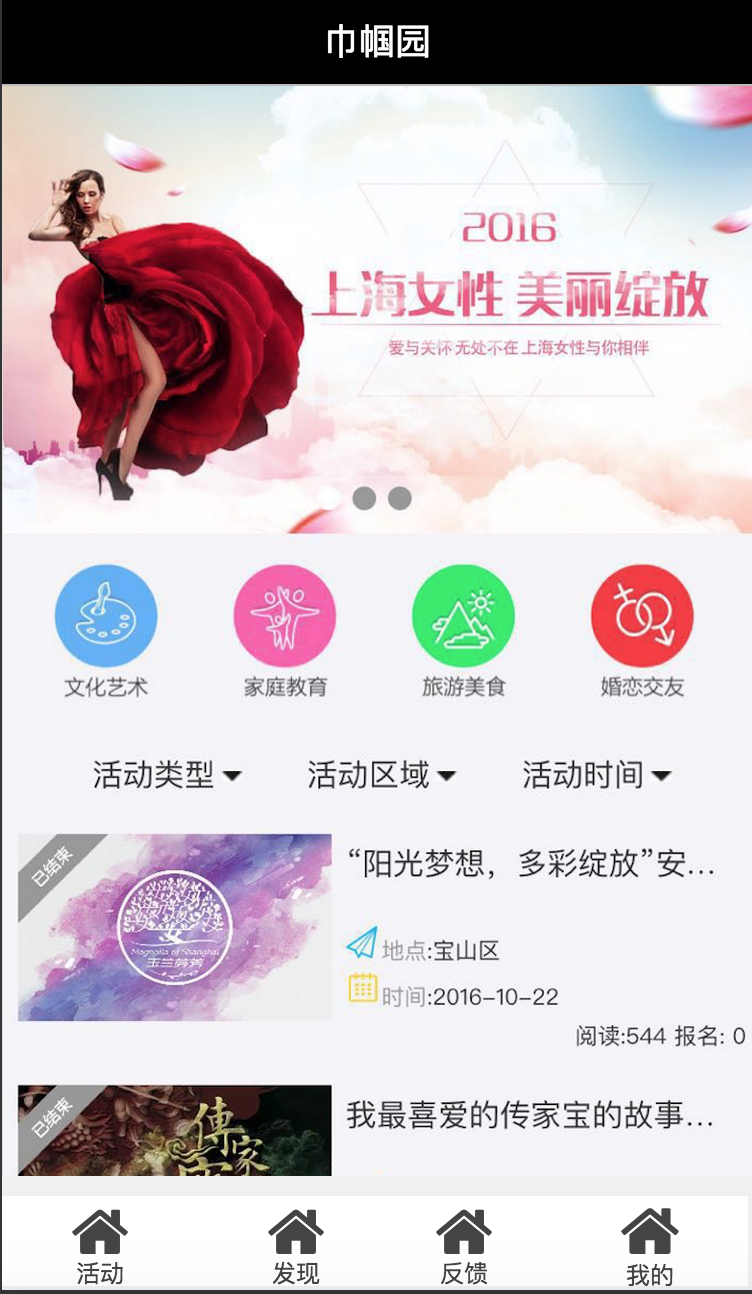 巾帼园
2016
上海女性 美丽绽放
爱与关怀 无处不在 上海女性与你相伴
文化艺术
家庭教育
旅游美食
婚恋交友
活动类型
活动区域
活动时间
已结束
Magnolia of Shanghai
玉兰菁芳
“阳光梦想，多彩绽放”安...
地点:宝山区
时间:2016-10-22
阅读:544 报名: 0
已结束
傳家
我最喜爱的传家宝的故事...
活动
发现
反馈
我的